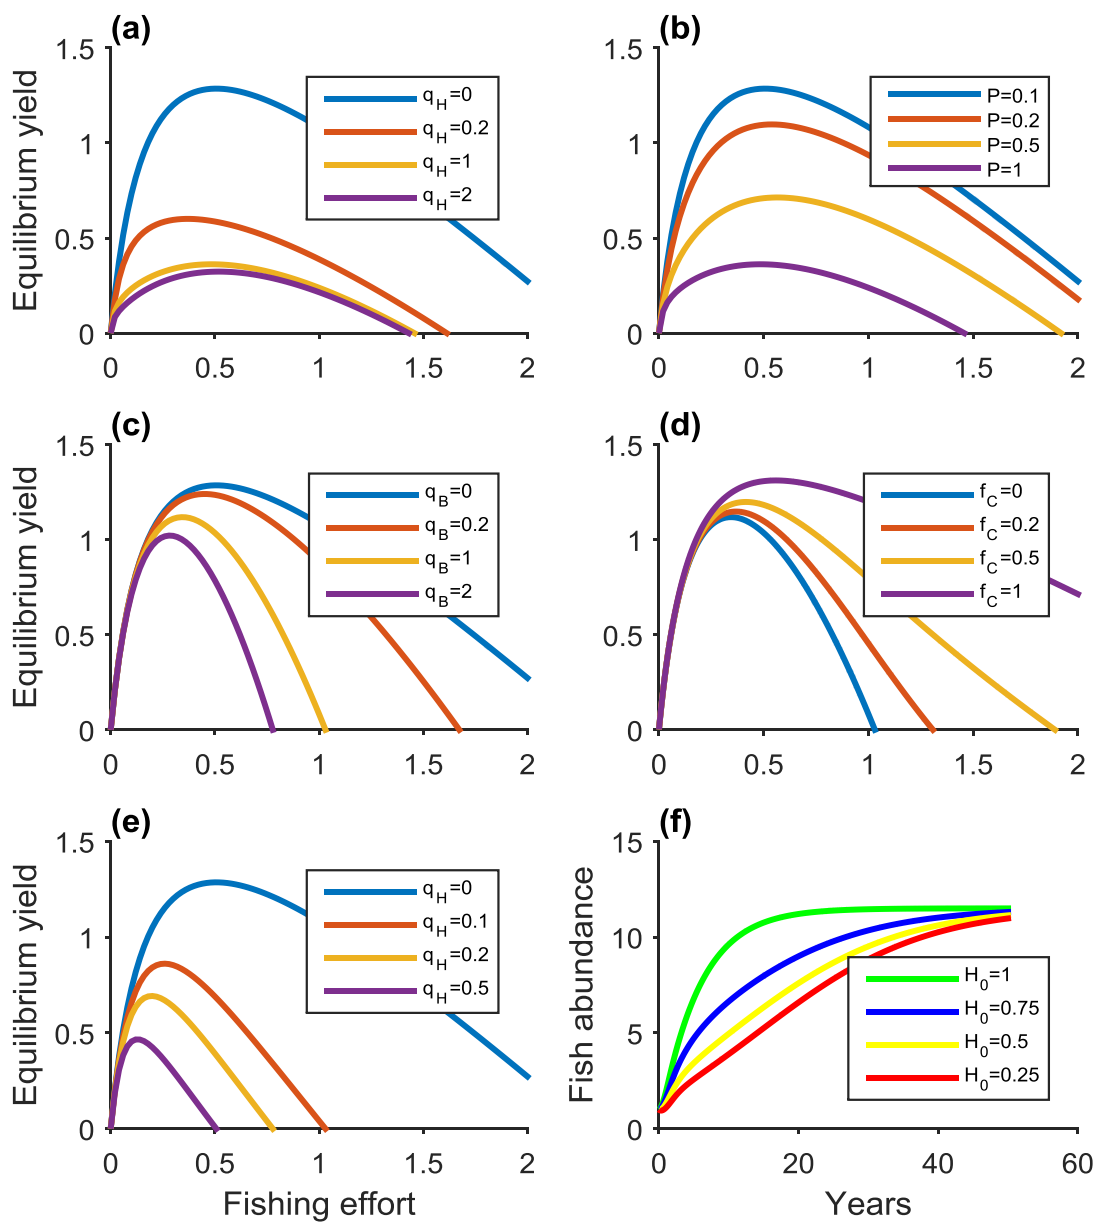 (a)
1.5
1
0.5
0
0
0.5
1
1.5
2
Equilibrium yield
q_H=0
q_H=0.2
q_H=1
q_H=2
(b)
1.5
1
0.5
0
0
0.5
1
1.5
2
P=0.1
P=0.2
P=0.5
P=1
(c)
1.5
1
0.5
0
0
0.5
1
1.5
2
Equilibrium yield
q_B=0
q_B=0.2
q_B=1
q_B=2
(d)
1.5
1
0.5
0
0
0.5
1
1.5
2
f_C=0
f_C=0.2
f_C=0.5
f_C=1
(e)
1.5
1
0.5
0
0
0.5
1
1.5
2
Equilibrium yield
Fishing effort
q_H=0
q_H=0.1
q_H=0.2
q_H=0.5
(f)
15
10
5
0
0
20
40
60
Fish abundance
Years
H_0=1
H_0=0.75
H_0=0.5
H_0=0.25